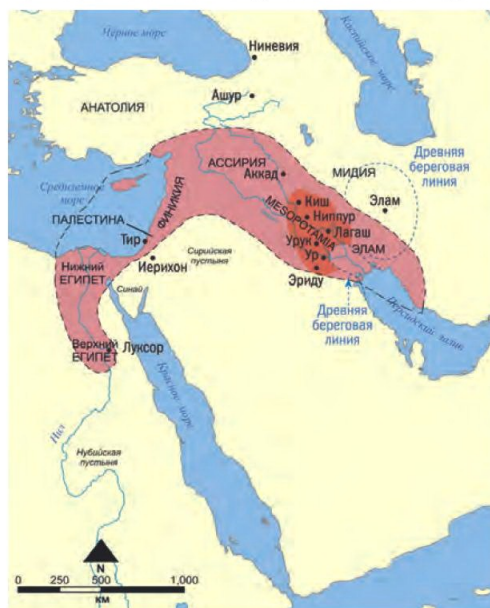 Чёрное море
Каспийское море
Ниневия
Ашур
АНАТОЛИЯ
Древняя
береговая
линия
АССИРИЯ
Аккад
МИДИЯ
Средиземное
море
ФИНИКИЯ
Киш
Элам
MESOPOTAMIA
Ниппур
ПАЛЕСТИНА
Лагаш
Тир
Урук
ЭЛАМ
Сирийская
пустыня
Ур
Иерихон
Нижний
ЕГИПЕТ
Синай
Эриду
Древняя
береговая
линия
Персидский залив
Верхний
ЕГИПЕТ
Луксор
Красное море
Нил
Нубийская
пустыня
N
0 250 500 1,000
км